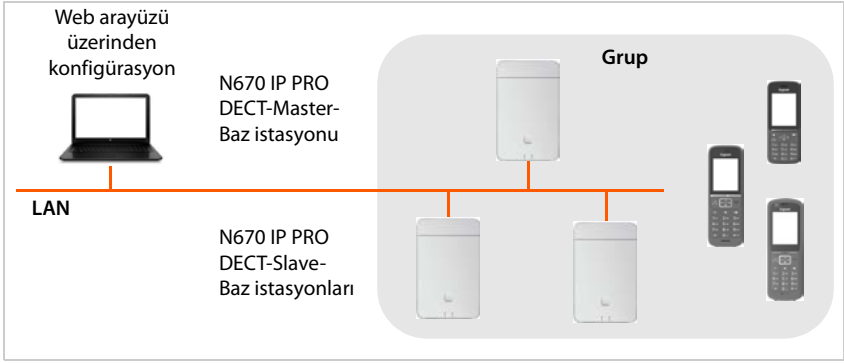 Web arayüzü
üzerinden
konfigürasyon
N670 IP PRO
DECT-Master-
Baz istasyonu
Grup
LAN
N670 IP PRO
DECT-Slave-
Baz istasyonları